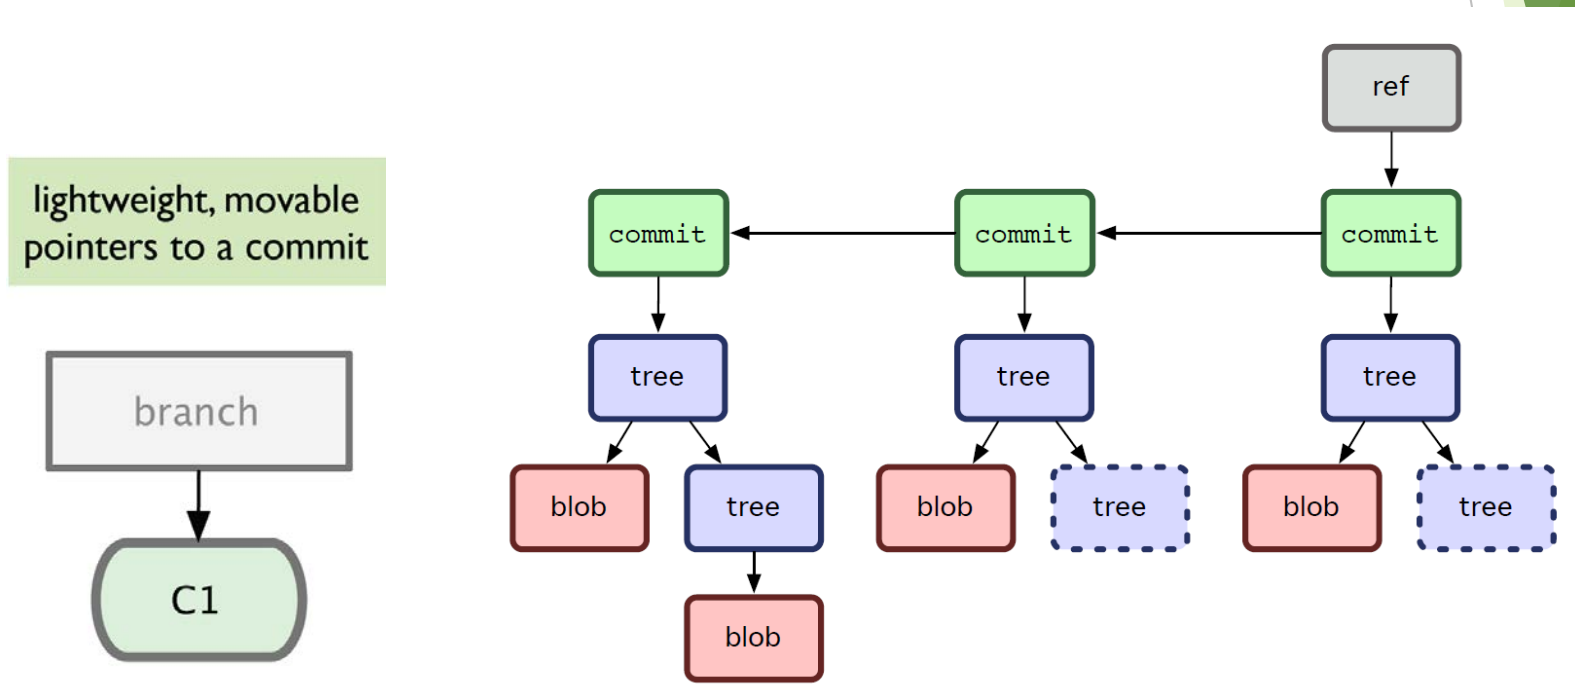 lightweight, movable
pointers to a commit
branch
C1
ref
commit
commit
commit
tree
tree
tree
blob
tree
blob
tree
blob
tree
blob